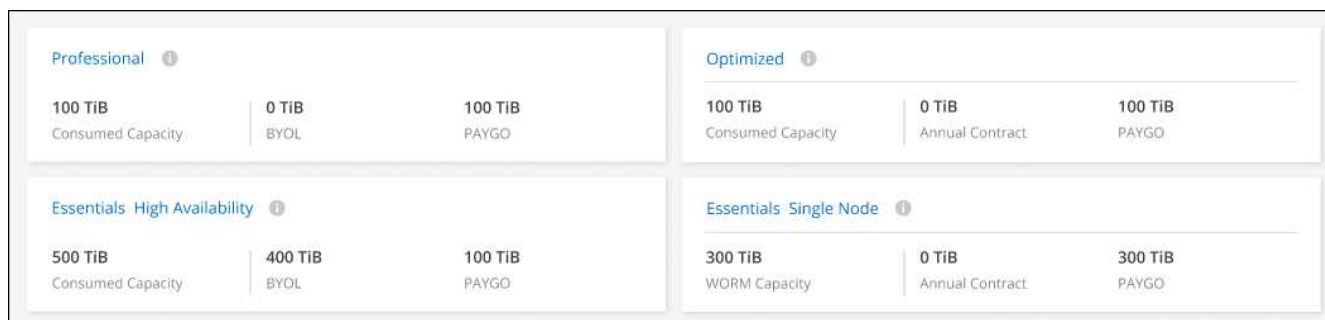 Professional
100 TiB 0 TiB 100 TiB
Consumed Capacity BYOL PAYGO
Optimized
100 TiB 0 TiB 100 TiB
Consumed Capacity Annual Contract PAYGO
Essentials High Availability
500 TiB 400 TiB 100 TiB
Consumed Capacity BYOL PAYGO
Essentials Single Node
300 TiB 0 TiB 300 TiB
WORM Capacity Annual Contract PAYGO